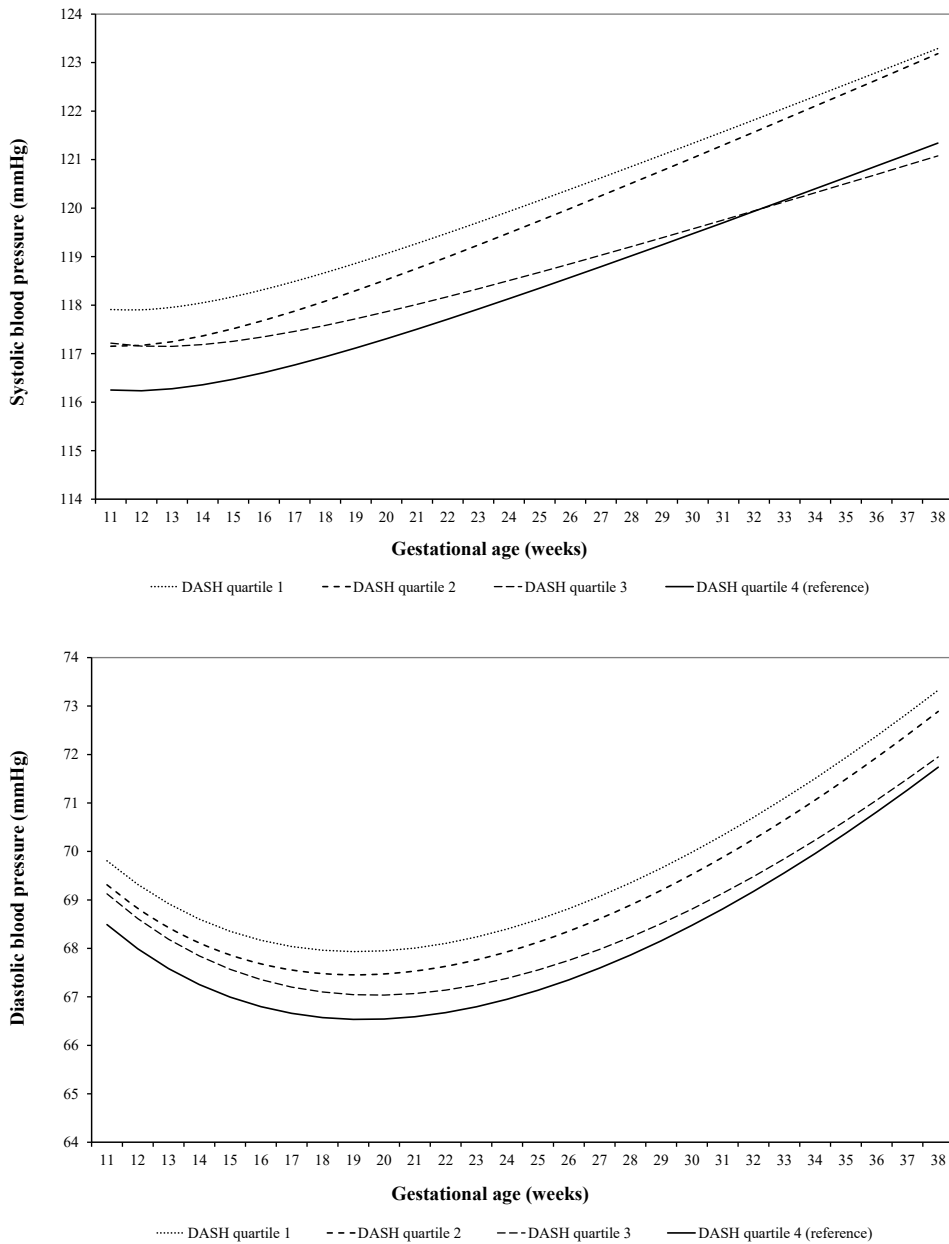 Systolic blood pressure (mmHg)
124
123
122
121
120
119
118
117
116
115
114
11 12 13 14 15 16 17 18 19 20 21 22 23 24 25 26 27 28 29 30 31 32 33 34 35 36 37 38
Gestational age (weeks)
DASH quartile 1 DASH quartile 2 DASH quartile 3 DASH quartile 4 (reference)
Diastolic blood pressure (mmHg)
74
73
72
71
70
69
68
67
66
65
64
11 12 13 14 15 16 17 18 19 20 21 22 23 24 25 26 27 28 29 30 31 32 33 34 35 36 37 38
Gestational age (weeks)
DASH quartile 1 DASH quartile 2 DASH quartile 3 DASH quartile 4 (reference)